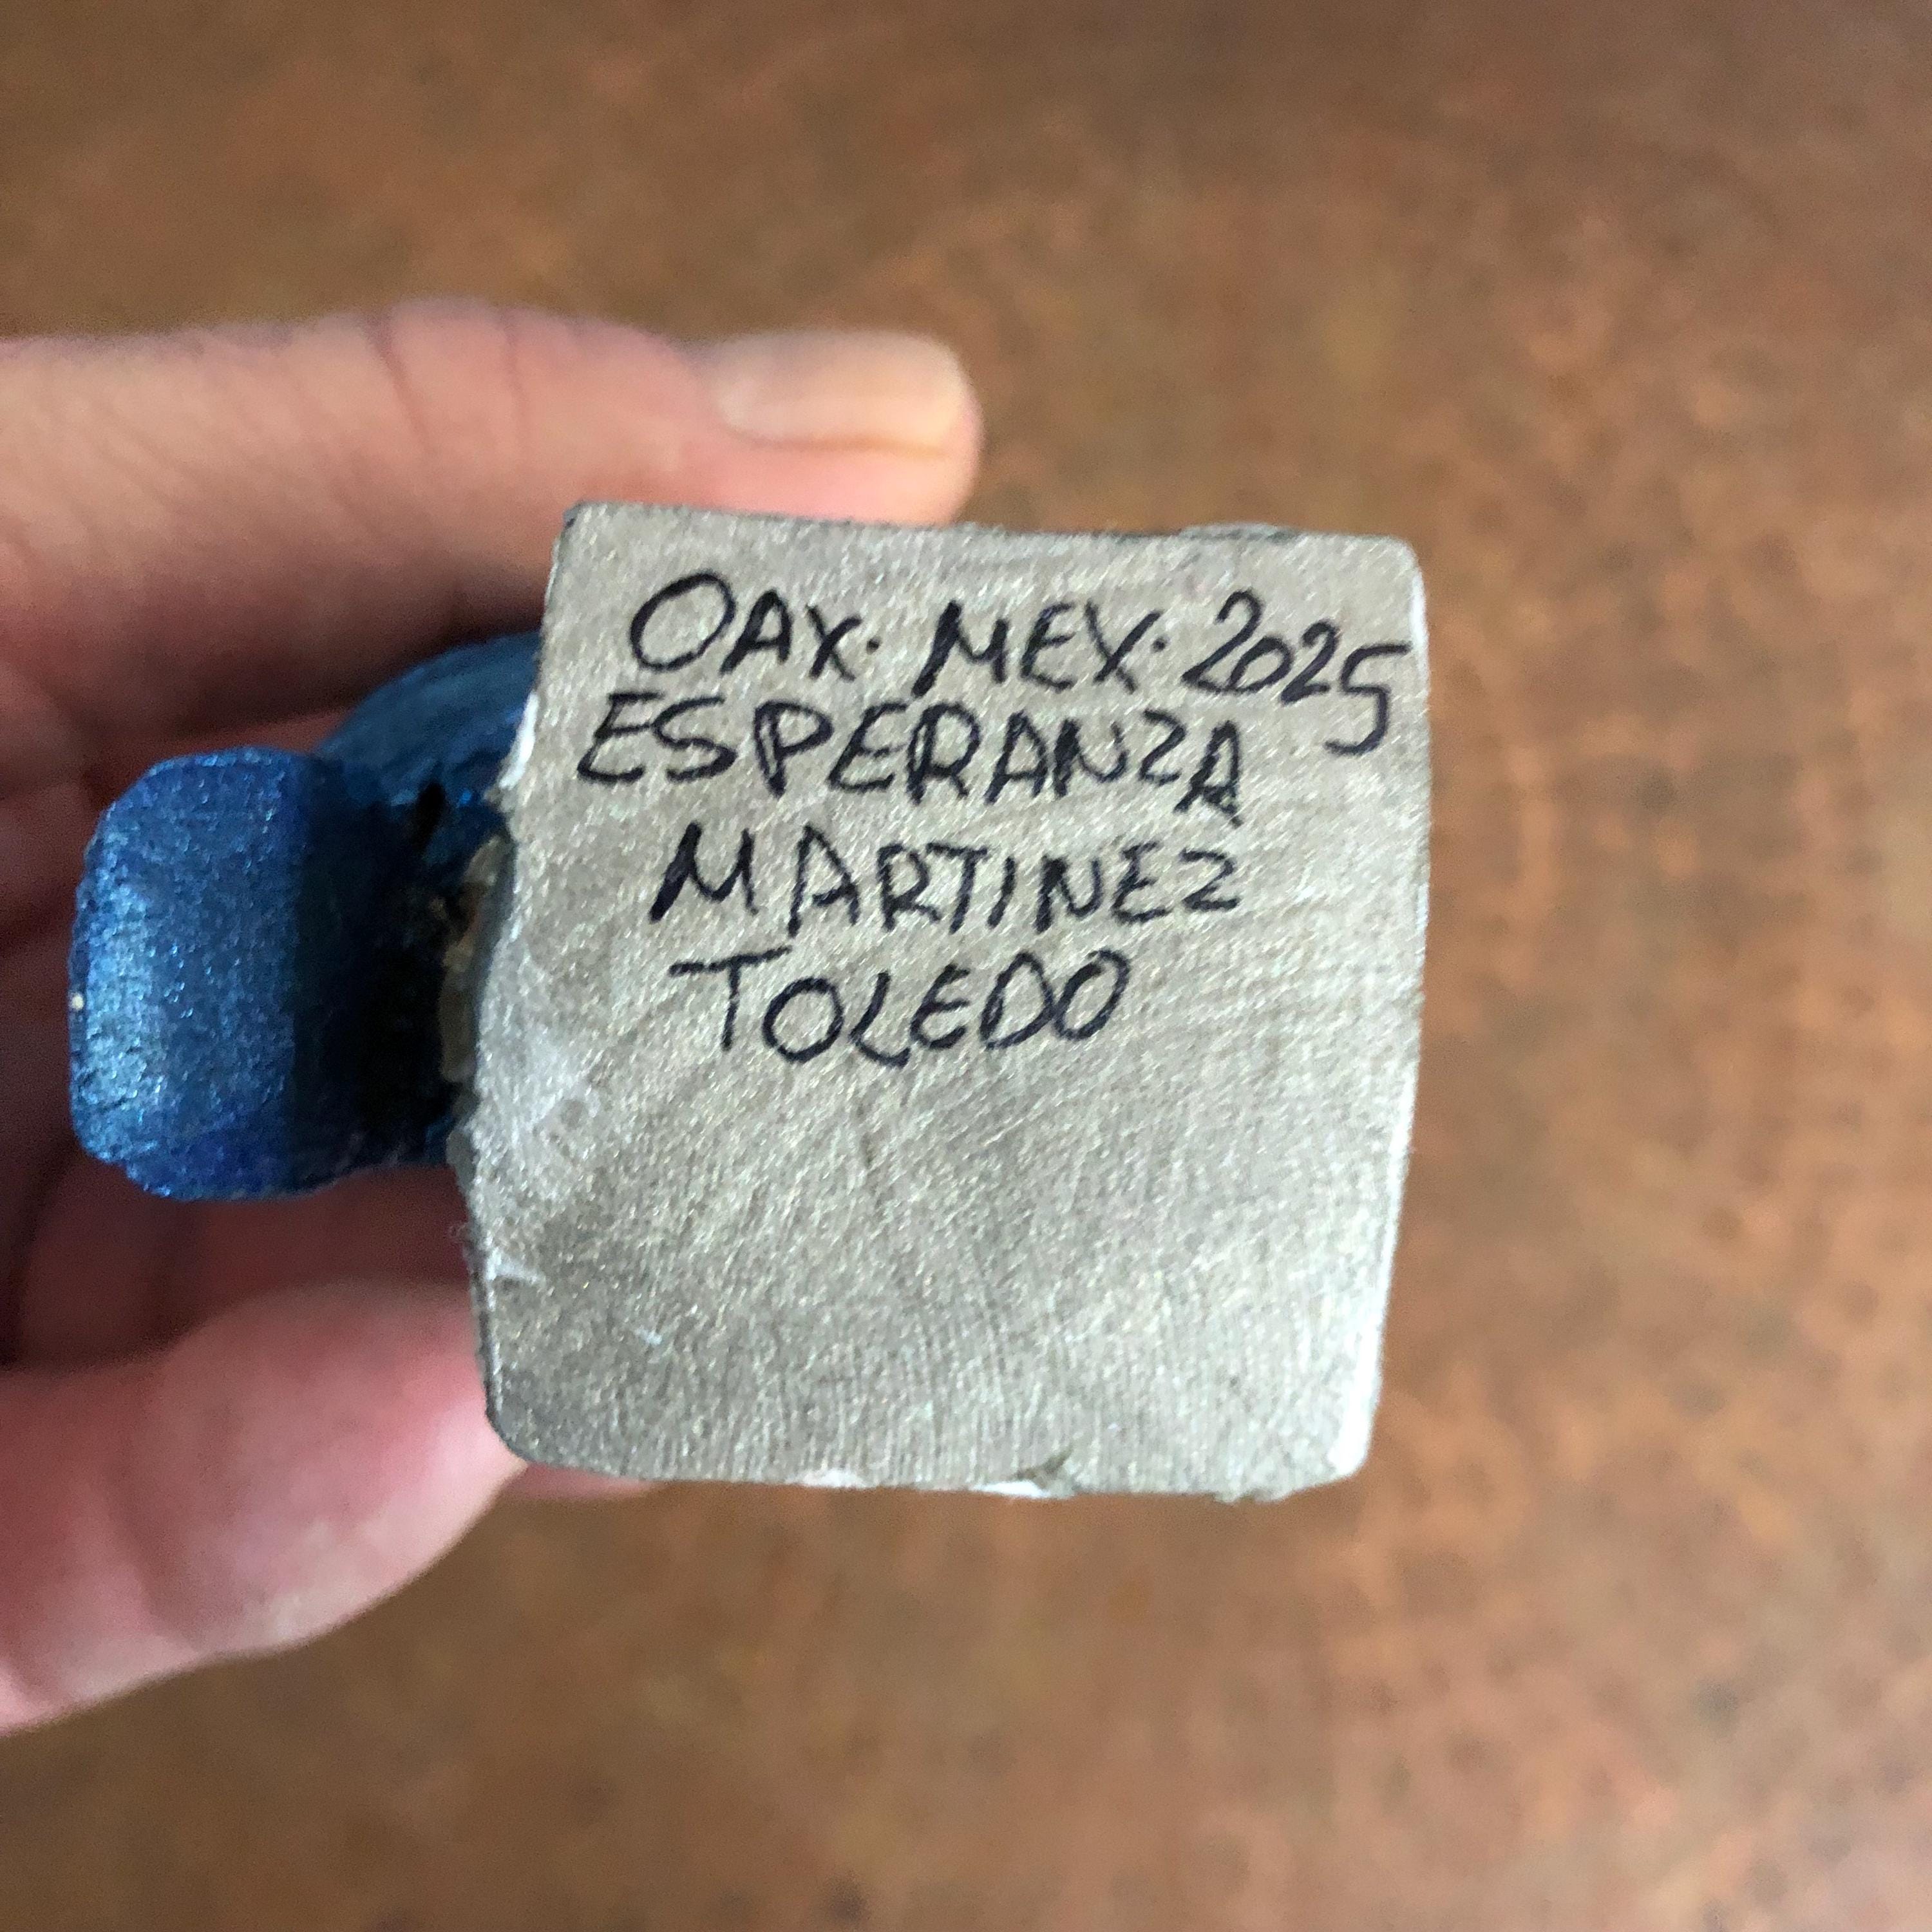 OAX. MEX. 2025
ESPERANZA
MARTINEZ
TOLEDO